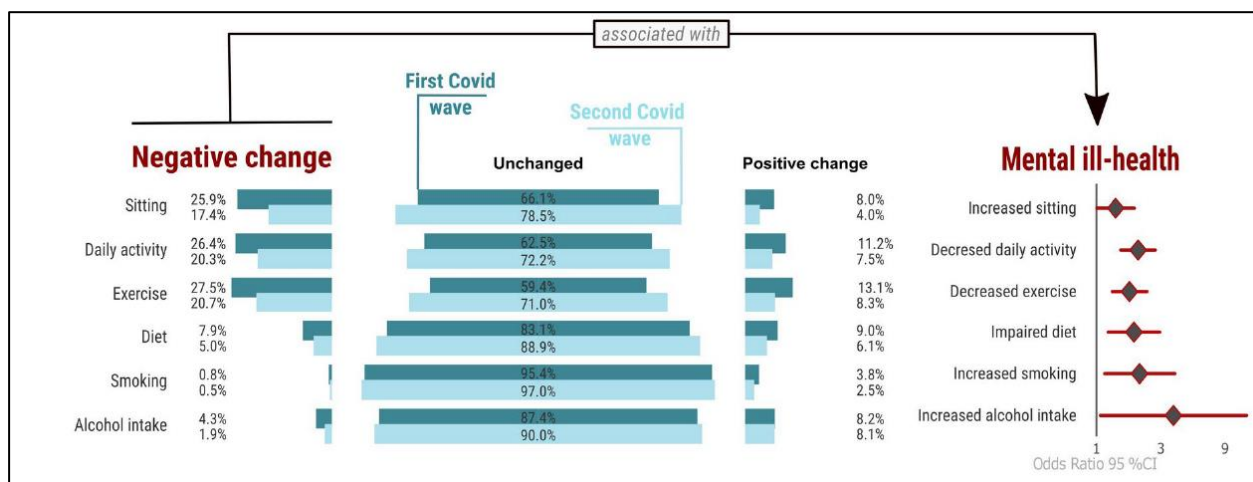 associated with
First Covid
wave
Second Covid
wave
Negative change
Unchanged
Positive change
Mental ill-health
Sitting
25.9%
17.4%
66.1%
78.5%
8.0%
4.0%
Increased sitting
Daily activity
26.4%
20.3%
62.5%
72.2%
11.2%
7.5%
Decresed daily activity
Exercise
27.5%
20.7%
59.4%
71.0%
13.1%
8.3%
Decreased exercise
Diet
7.9%
5.0%
83.1%
88.9%
9.0%
6.1%
Impaired diet
Smoking
0.8%
0.5%
95.4%
97.0%
3.8%
2.5%
Increased smoking
Alcohol intake
4.3%
1.9%
87.4%
90.0%
8.2%
8.1%
Increased alcohol intake
1 3 9
Odds Ratio 95 %CI